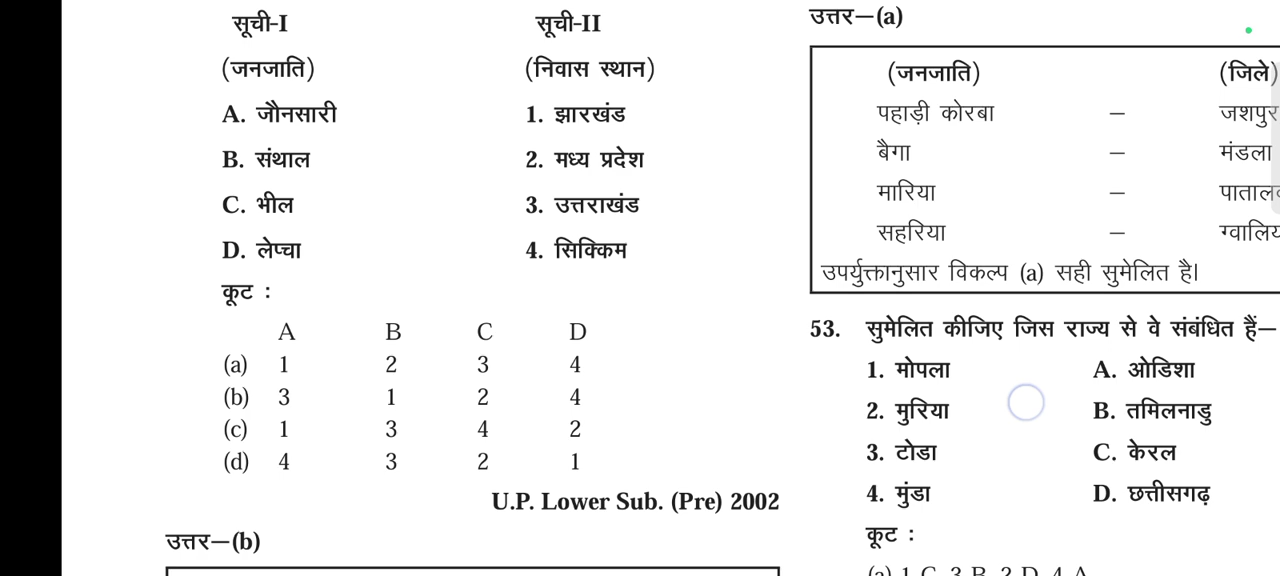 सूची-I सूची-II
(जनजाति) (निवास स्थान)
A. जौनसारी 1. झारखंड
B. संथाल 2. मध्य प्रदेश
C. भील 3. उत्तराखंड
D. लेप्चा 4. सिक्किम
कूट :
A B C D
(a) 1 2 3 4
(b) 3 1 2 4
(c) 1 3 4 2
(d) 4 3 2 1
U.P. Lower Sub. (Pre) 2002
उत्तर—(b)
उत्तर—(a)
(जनजाति) (जिले)
पहाड़ी कोरबा – जशपुर
बैगा – मंडला
मारिया –
सहरिया –
उपर्युक्तानुसार विकल्प (a) सही सुमेलित है।
53. सुमेलित कीजिए जिस राज्य से वे संबंधित हैं—
1. मोपला A. ओडिशा
2. मुरिया B. तमिलनाडु
3. टोडा C. केरल
4. मुंडा D. छत्तीसगढ़
कूट :